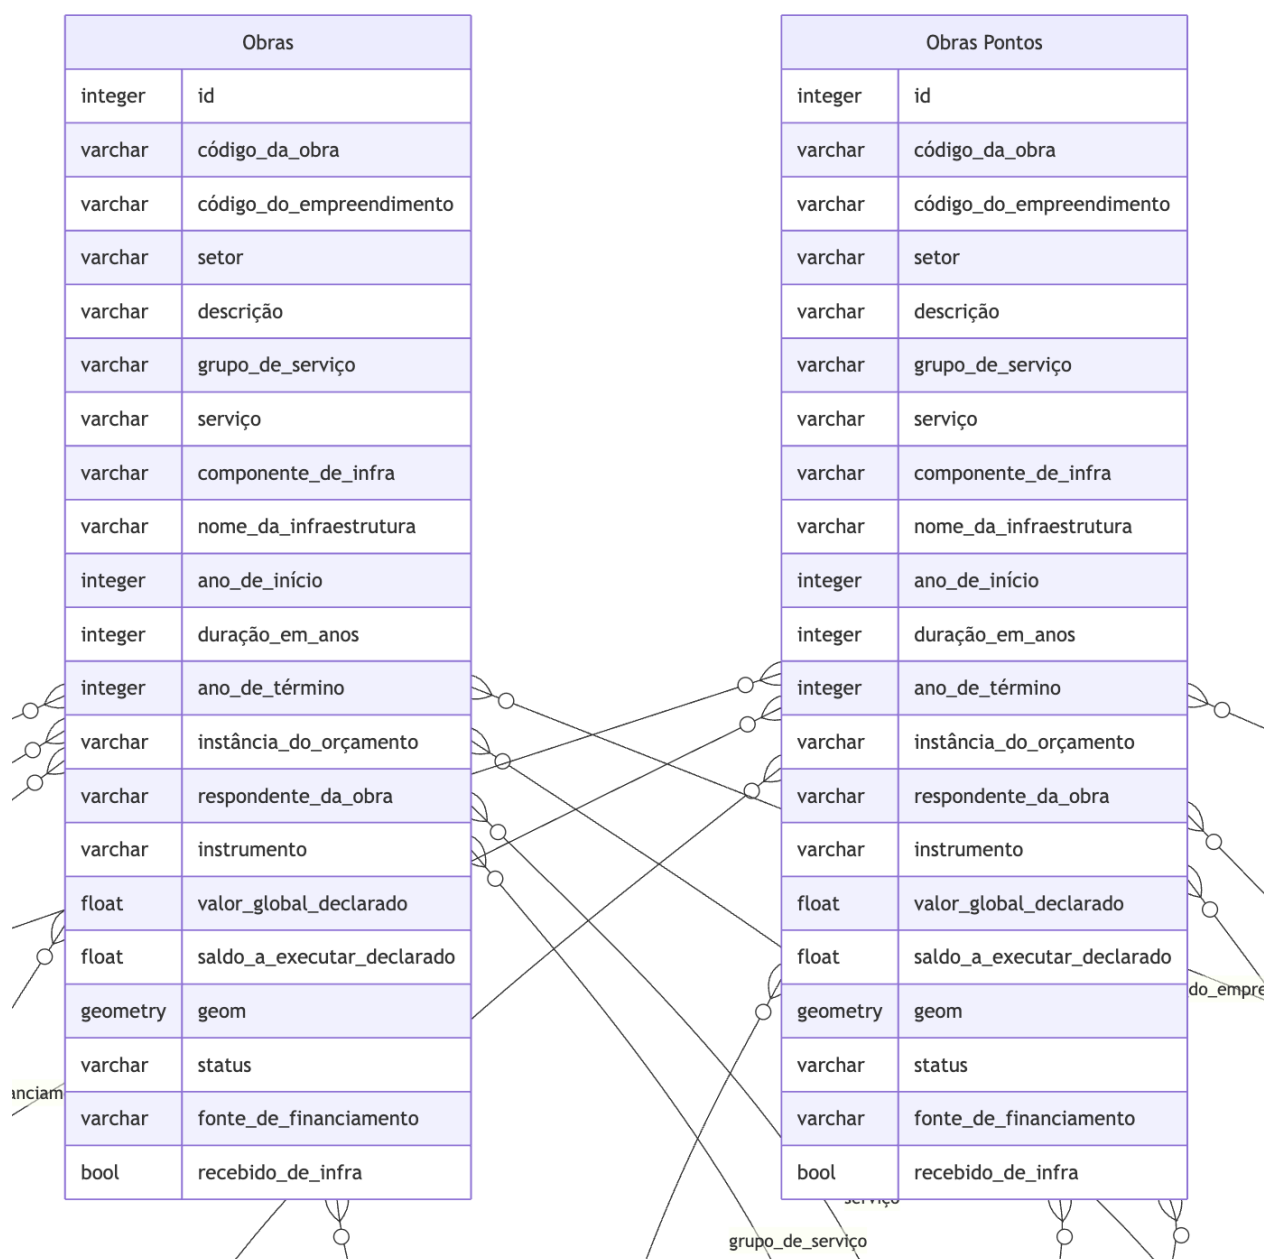 Obras
integer id
varchar código_da_obra
varchar código_do_empreendimento
varchar setor
varchar descrição
varchar grupo_de_serviço
varchar serviço
varchar componente_de_infra
varchar nome_da_infraestrutura
integer ano_de_início
integer duração_em_anos
integer ano_de_término
varchar instância_do_orçamento
varchar respondente_da_obra
varchar instrumento
float valor_global_declarado
float saldo_a_executar_declarado
geometry geom
varchar status
varchar fonte_de_financiamento
bool recebido_de_infra
Obras Pontos
integer id
varchar código_da_obra
varchar código_do_empreendimento
varchar setor
varchar descrição
varchar grupo_de_serviço
varchar serviço
varchar componente_de_infra
varchar nome_da_infraestrutura
integer ano_de_início
integer duração_em_anos
integer ano_de_término
varchar instância_do_orçamento
varchar respondente_da_obra
varchar instrumento
float valor_global_declarado
float saldo_a_executar_declarado
geometry geom
varchar status
varchar fonte_de_financiamento
bool recebido_de_infra
do_empre
anciam
serviço
grupo_de_serviço